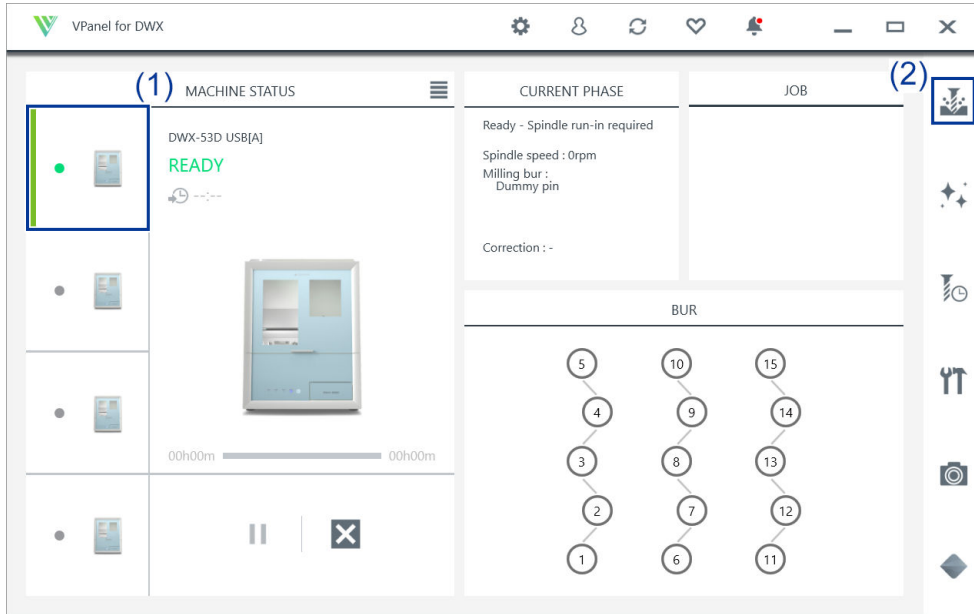 VPanel for DWX
(1)
(2)
MACHINE STATUS
DWX-53D USB[A]
READY
--:--
00h00m
00h00m
CURRENT PHASE
Ready - Spindle run-in required
Spindle speed : 0rpm
Milling bur :
Dummy pin
Correction : -
JOB
BUR
5 10 15
4 9 14
3 8 13
2 7 12
1 6 11